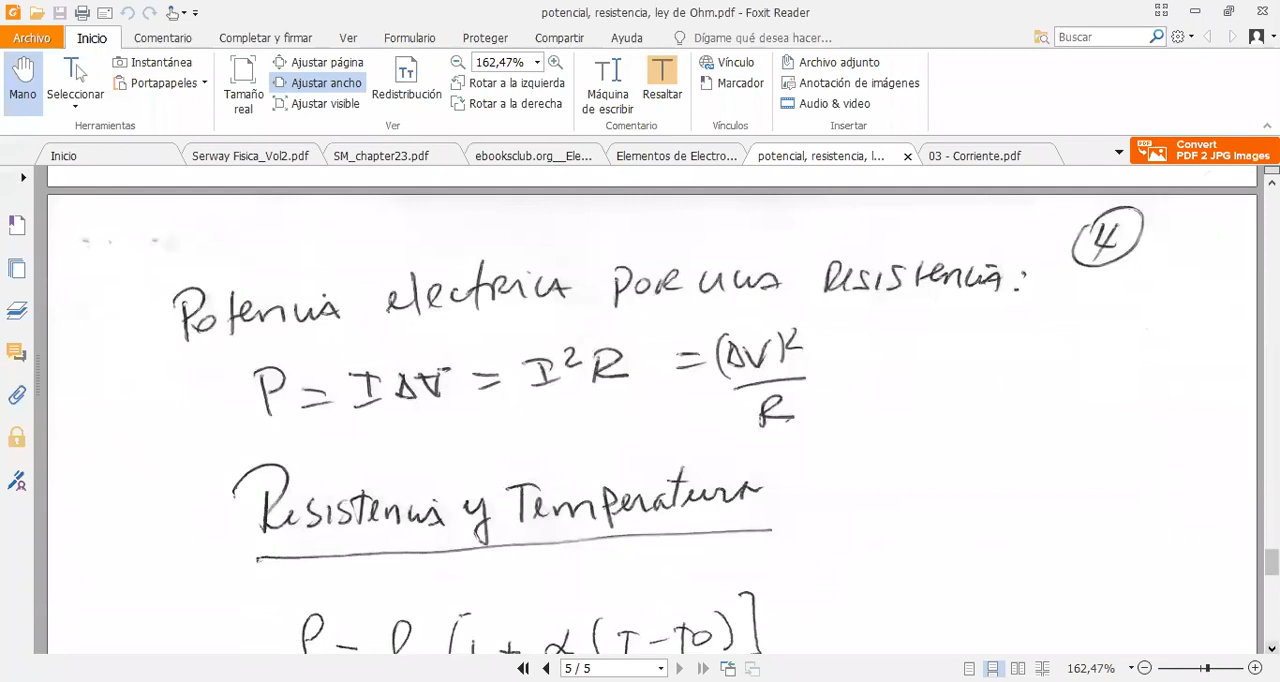 potencial, resistencia, ley de Ohm.pdf - Foxit Reader
Archivo Inicio Comentario Completar y firmar Ver Formulario Proteger Compartir Ayuda Dígame qué desea hacer... Buscar
Mano
Seleccionar
Instantánea
Portapapeles
Herramientas
Tamaño real
Ajustar página
Ajustar ancho
Ajustar visible
162,47%
Redistribución
Rotar a la izquierda
Rotar a la derecha
Ver
Máquina de escribir
Resaltar
Comentario
Vínculo
Marcador
Vínculos
Archivo adjunto
Anotación de imágenes
Audio & video
Insertar
Inicio Serway Fisica_Vol2.pdf SM_chapter23.pdf ebooksclub.org__Ele... Elementos de Electro... potencial, resistencia, l... 03 - Corriente.pdf
Convert
PDF 2 JPG Images
4
Potencia electrica por una resistencia:
P = I ΔV = I²R = (ΔV)²/R
Resistencia y Temperatura
[1 + α (T - T0)]
5 / 5
162,47%